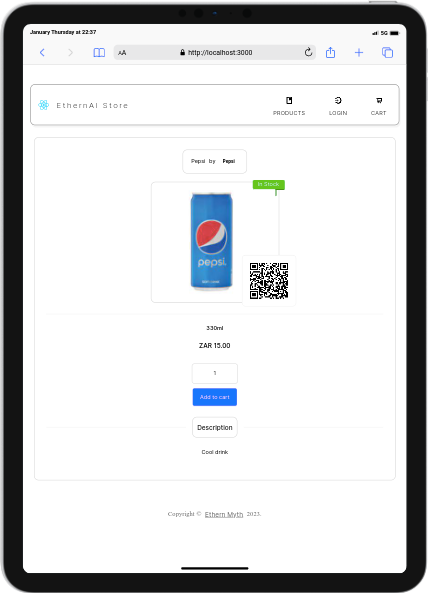 January Thursday at 22:37
5G
AA
http://localhost:3000
EthernAI Store
PRODUCTS
LOGIN
CART
Pepsi by Pepsi
In Stock
pepsi
330ml
ZAR 15.00
1
Add to cart
Description
Cool drink
Copyright © Ethern Myth 2023.